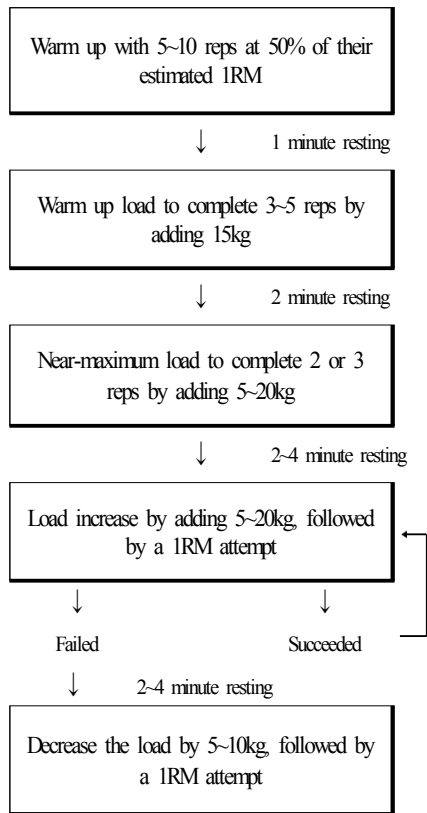 Warm up with 5~10 reps at 50% of their
estimated 1RM
↓ 1 minute resting
Warm up load to complete 3~5 reps by
adding 15kg
↓ 2 minute resting
Near-maximum load to complete 2 or 3
reps by adding 5~20kg
↓ 2~4 minute resting
Load increase by adding 5~20kg, followed
by a 1RM attempt
↓ ↓
Failed Succeeded
↓ 2~4 minute resting
Decrease the load by 5~10kg, followed by
a 1RM attempt